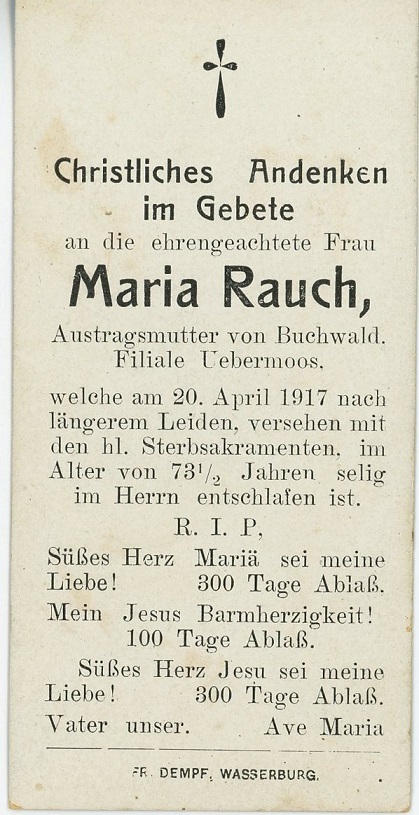 Christliches Andenken
im Gebete
an die ehrengeachtete Frau
Maria Rauch,
Austragsmutter von Buchwald.
Filiale Uebermoos,
welche am 20. April 1917 nach
längerem Leiden, versehen mit
den hl. Sterbsakramenten, im
Alter von 73½ Jahren selig
im Herrn entschlafen ist.
R. I. P,
Süßes Herz Mariä sei meine
Liebe! 300 Tage Ablaß.
Mein Jesus Barmherzigkeit!
100 Tage Ablaß.
Süßes Herz Jesu sei meine
Liebe! 300 Tage Ablaß.
Vater unser. Ave Maria
FR. DEMPF, WASSERBURG.